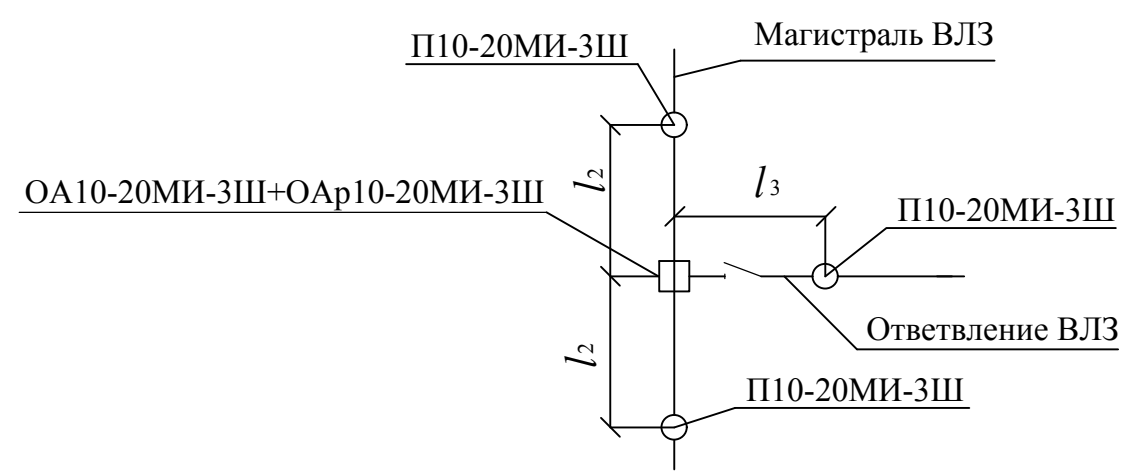 П10-20МИ-3Ш
Магистраль ВЛЗ
ОА10-20МИ-3Ш+ОАр10-20МИ-3Ш
l2
l3
П10-20МИ-3Ш
Ответвление ВЛЗ
l2
П10-20МИ-3Ш